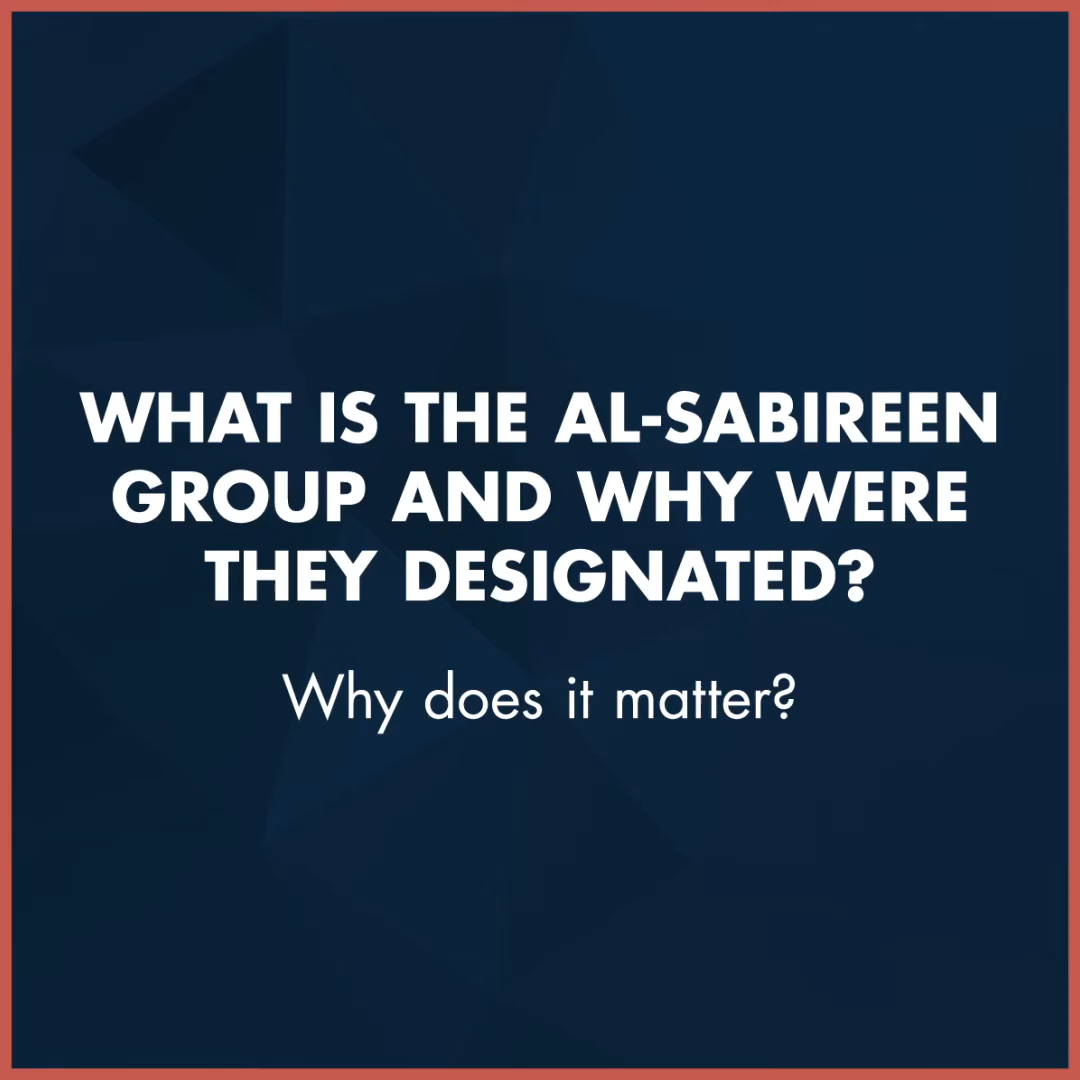 WHAT IS THE AL-SABIREEN
GROUP AND WHY WERE
THEY DESIGNATED?
Why does it matter?